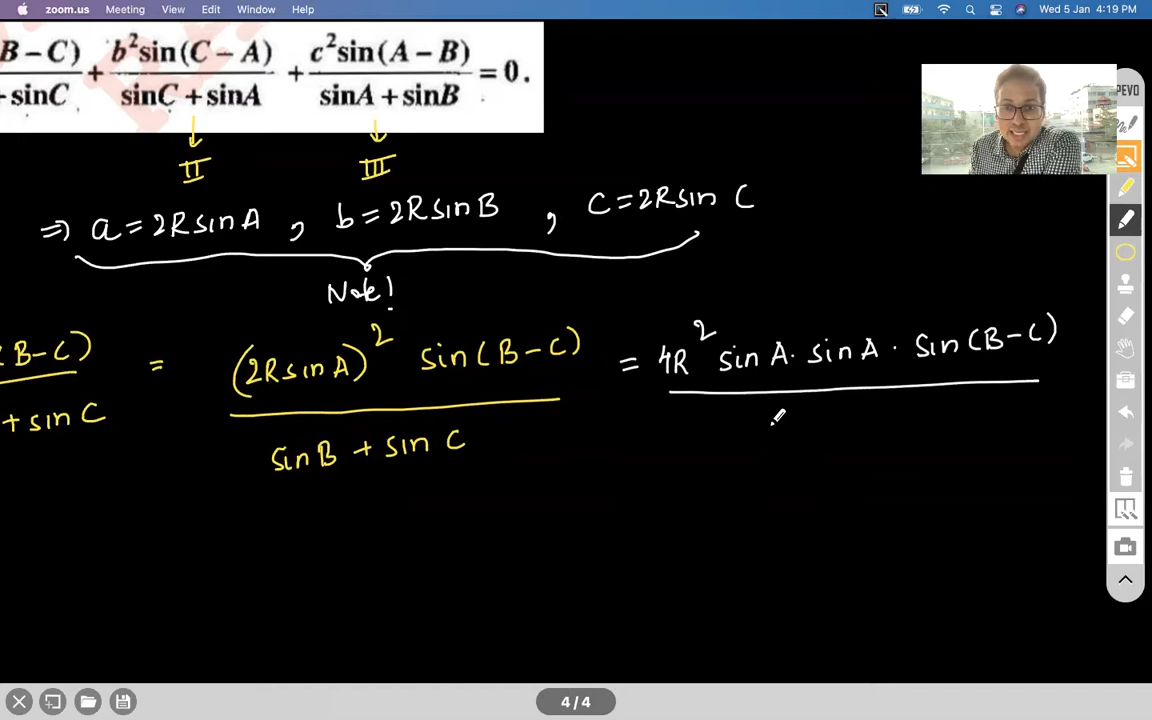 zoom.us Meeting View Edit Window Help Wed 5 Jan 4:19 PM
B – C) + b²sin(C – A) + c²sin(A – B) = 0.
sinC sinC + sinA sinA + sinB
PEVO
II III
⇒ a = 2R sin A , b = 2R sin B , c = 2R sin C
Note!
(B–C) = (2R sin A)² sin(B–C) = 4R² sin A · sin A · sin(B–C)
+ sin C sin B + sin C
4/4